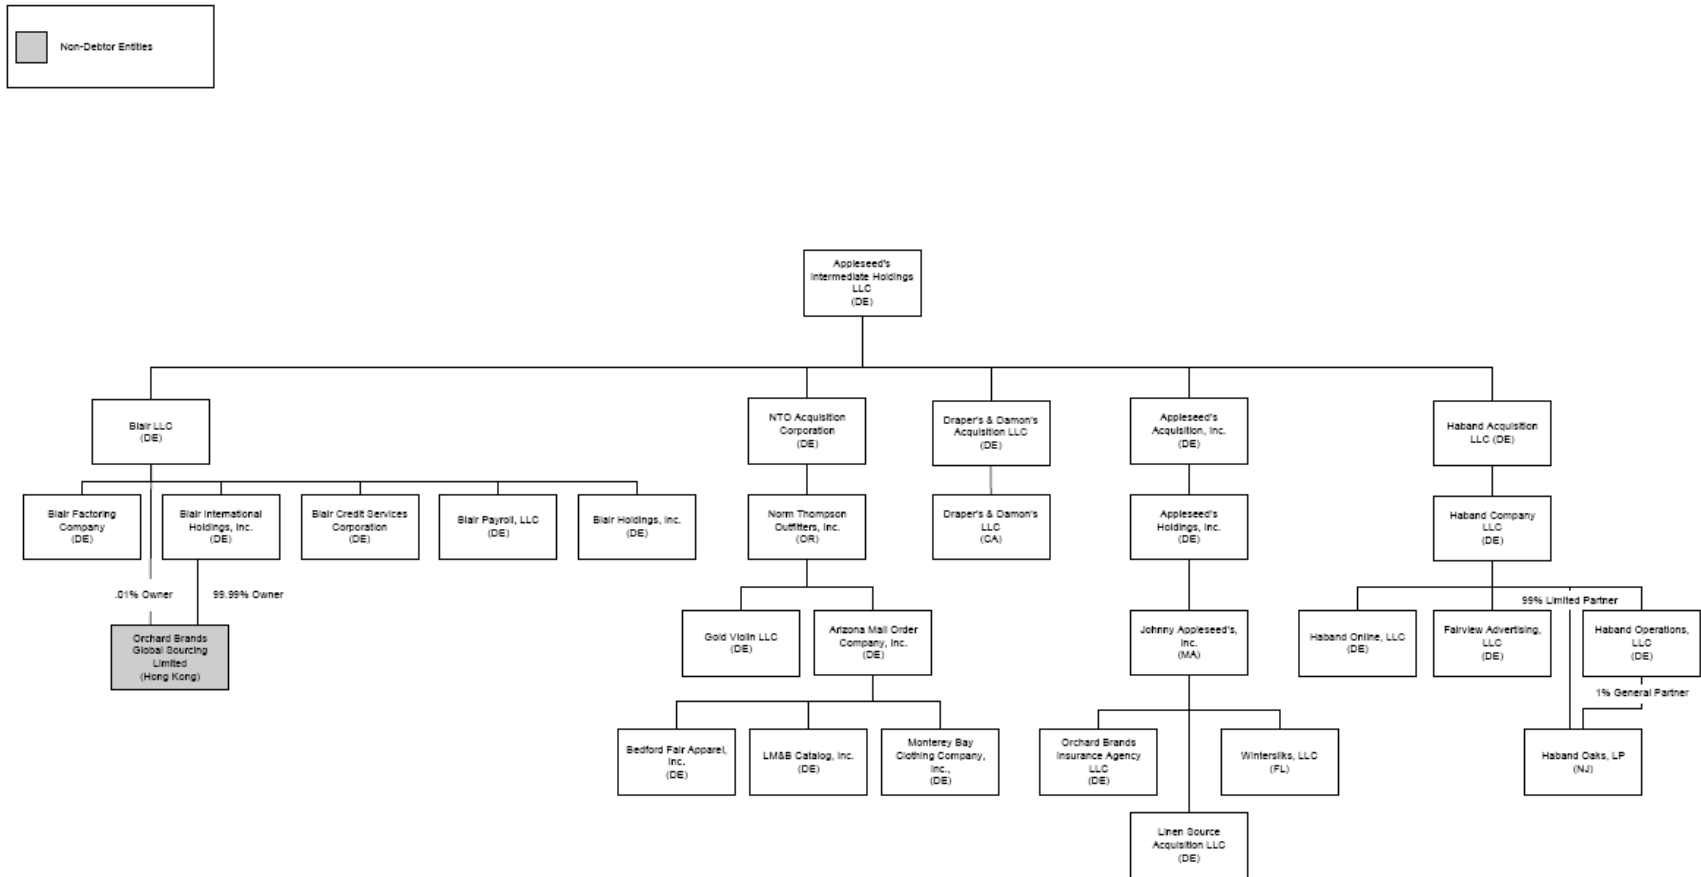 Non-Debtor Entities
Appleseed's
Intermediate Holdings
LLC
(DE)
Blair LLC
(DE)
NTO Acquisition
Corporation
(DE)
Draper's & Damon's
Acquisition LLC
(DE)
Appleseed's
Acquisition, Inc.
(DE)
Haband Acquisition
LLC (DE)
Blair Factoring
Company
(DE)
Blair International
Holdings, Inc.
(DE)
Blair Credit Services
Corporation
(DE)
Blair Payroll, LLC
(DE)
Blair Holdings, Inc.
(DE)
Norm Thompson
Outfitters, Inc.
(OR)
Draper's & Damon's
LLC
(CA)
Appleseed's
Holdings, Inc.
(DE)
Haband Company
LLC
(DE)
.01% Owner
99.99% Owner
99% Limited Partner
Orchard Brands
Global Sourcing
Limited
(Hong Kong)
Gold Violin LLC
(DE)
Arizona Mail Order
Company, Inc.
(DE)
Johnny Appleseed's,
Inc.
(MA)
Haband Online, LLC
(DE)
Fairview Advertising,
LLC
(DE)
Haband Operations,
LLC
(DE)
1% General Partner
Bedford Fair Apparel,
Inc.
(DE)
LM&B Catalog, Inc.
(DE)
Monterey Bay
Clothing Company,
Inc.,
(DE)
Orchard Brands
Insurance Agency
LLC
(DE)
Wintersilks, LLC
(FL)
Haband Oaks, LP
(NJ)
Linen Source
Acquisition LLC
(DE)